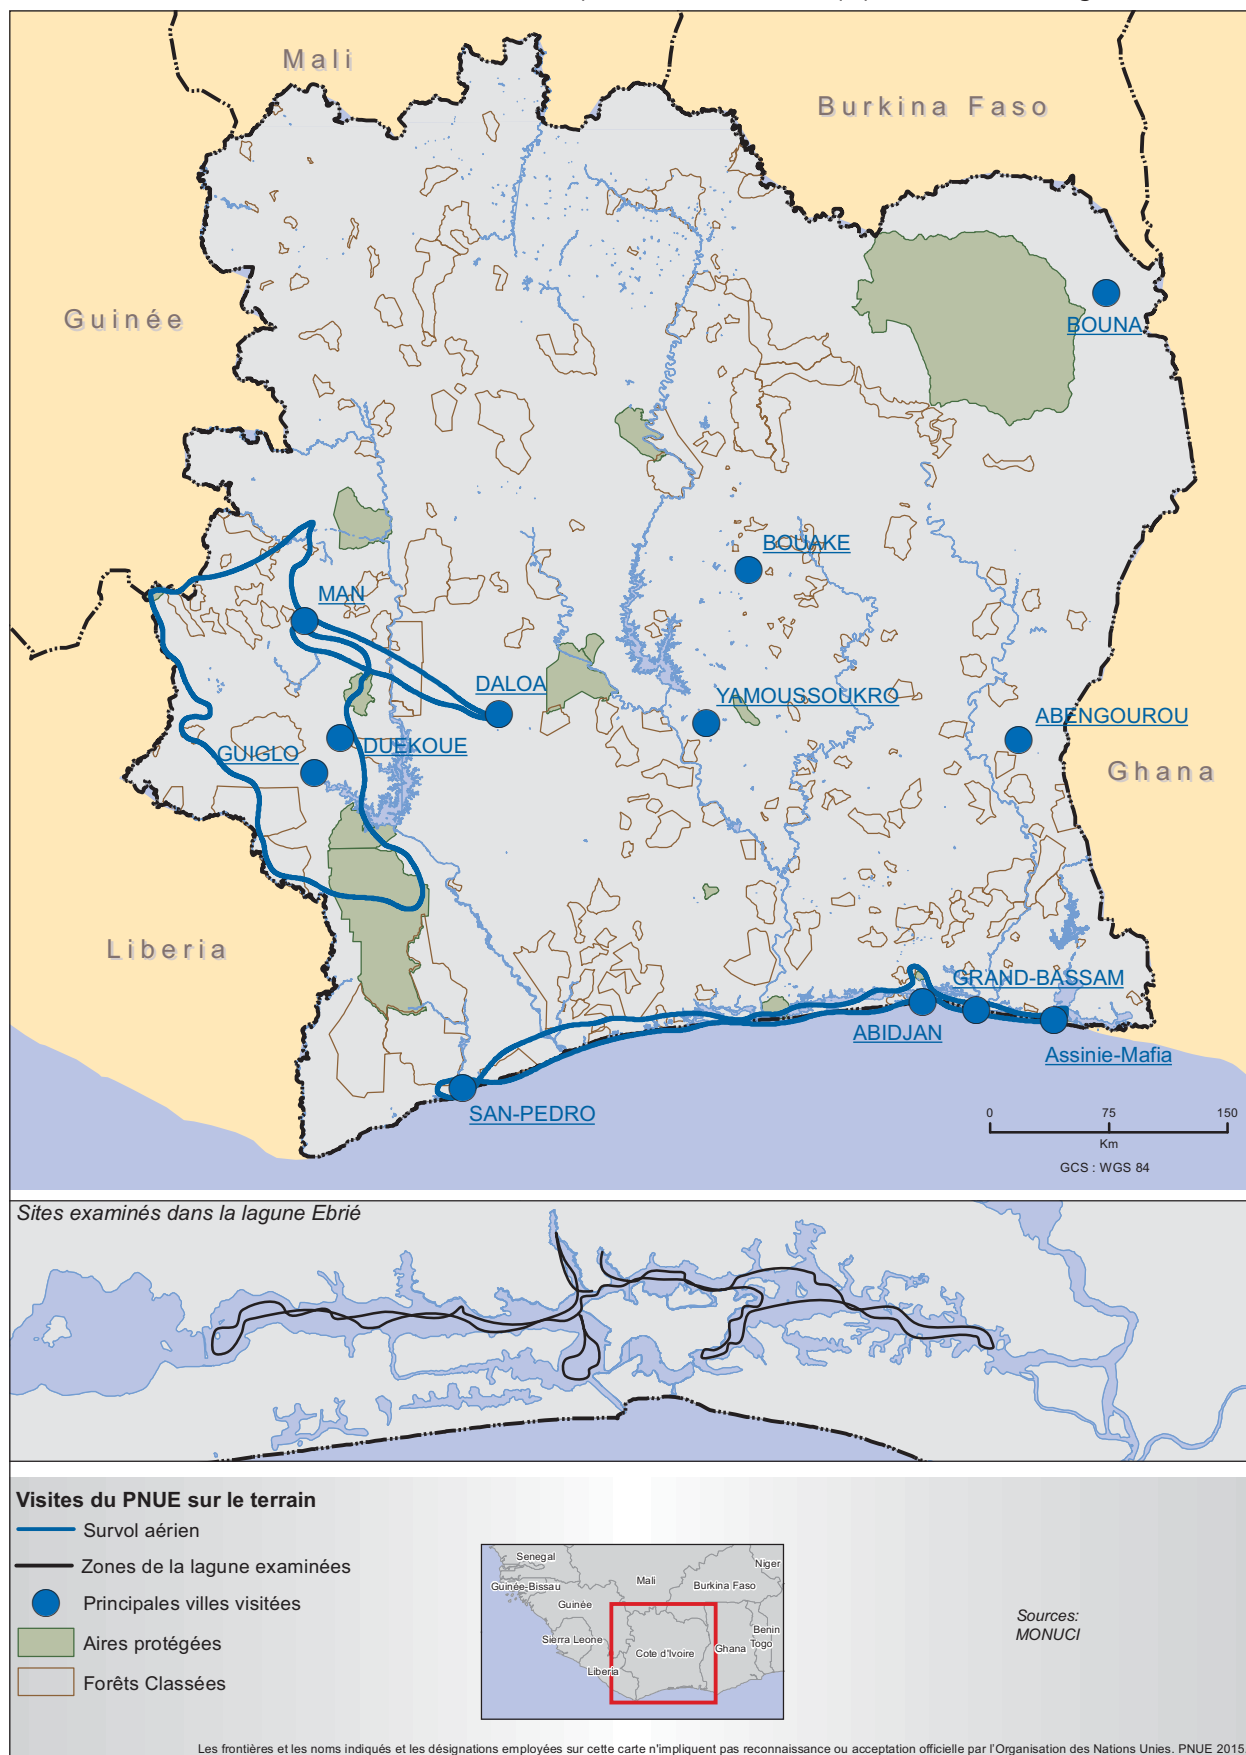 Mali
Burkina Faso
Guinée
BOUNA
BOUAKE
MAN
DALOA
YAMOUSSOUKRO
ABENGOUROU
GUIGLO
DUEKOUE
Ghana
Liberia
GRAND-BASSAM
ABIDJAN
Assinie-Mafia
SAN-PEDRO
0 75 150
Km
GCS : WGS 84
Sites examinés dans la lagune Ebrié
Visites du PNUE sur le terrain
Survol aérien
Zones de la lagune examinées
Principales villes visitées
Aires protégées
Forêts Classées
Senegal
Niger
Mali
Guinée-Bissau
Burkina Faso
Guinée
Benin
Sierra Leone
Togo
Ghana
Cote d'Ivoire
Liberia
Sources:
MONUCI
Les frontières et les noms indiqués et les désignations employées sur cette carte n'impliquent pas reconnaissance ou acceptation officielle par l'Organisation des Nations Unies. PNUE 2015